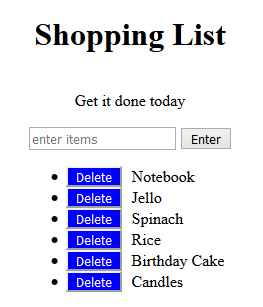 Shopping List
Get it done today
enter items Enter
Delete Notebook
Delete Jello
Delete Spinach
Delete Rice
Delete Birthday Cake
Delete Candles